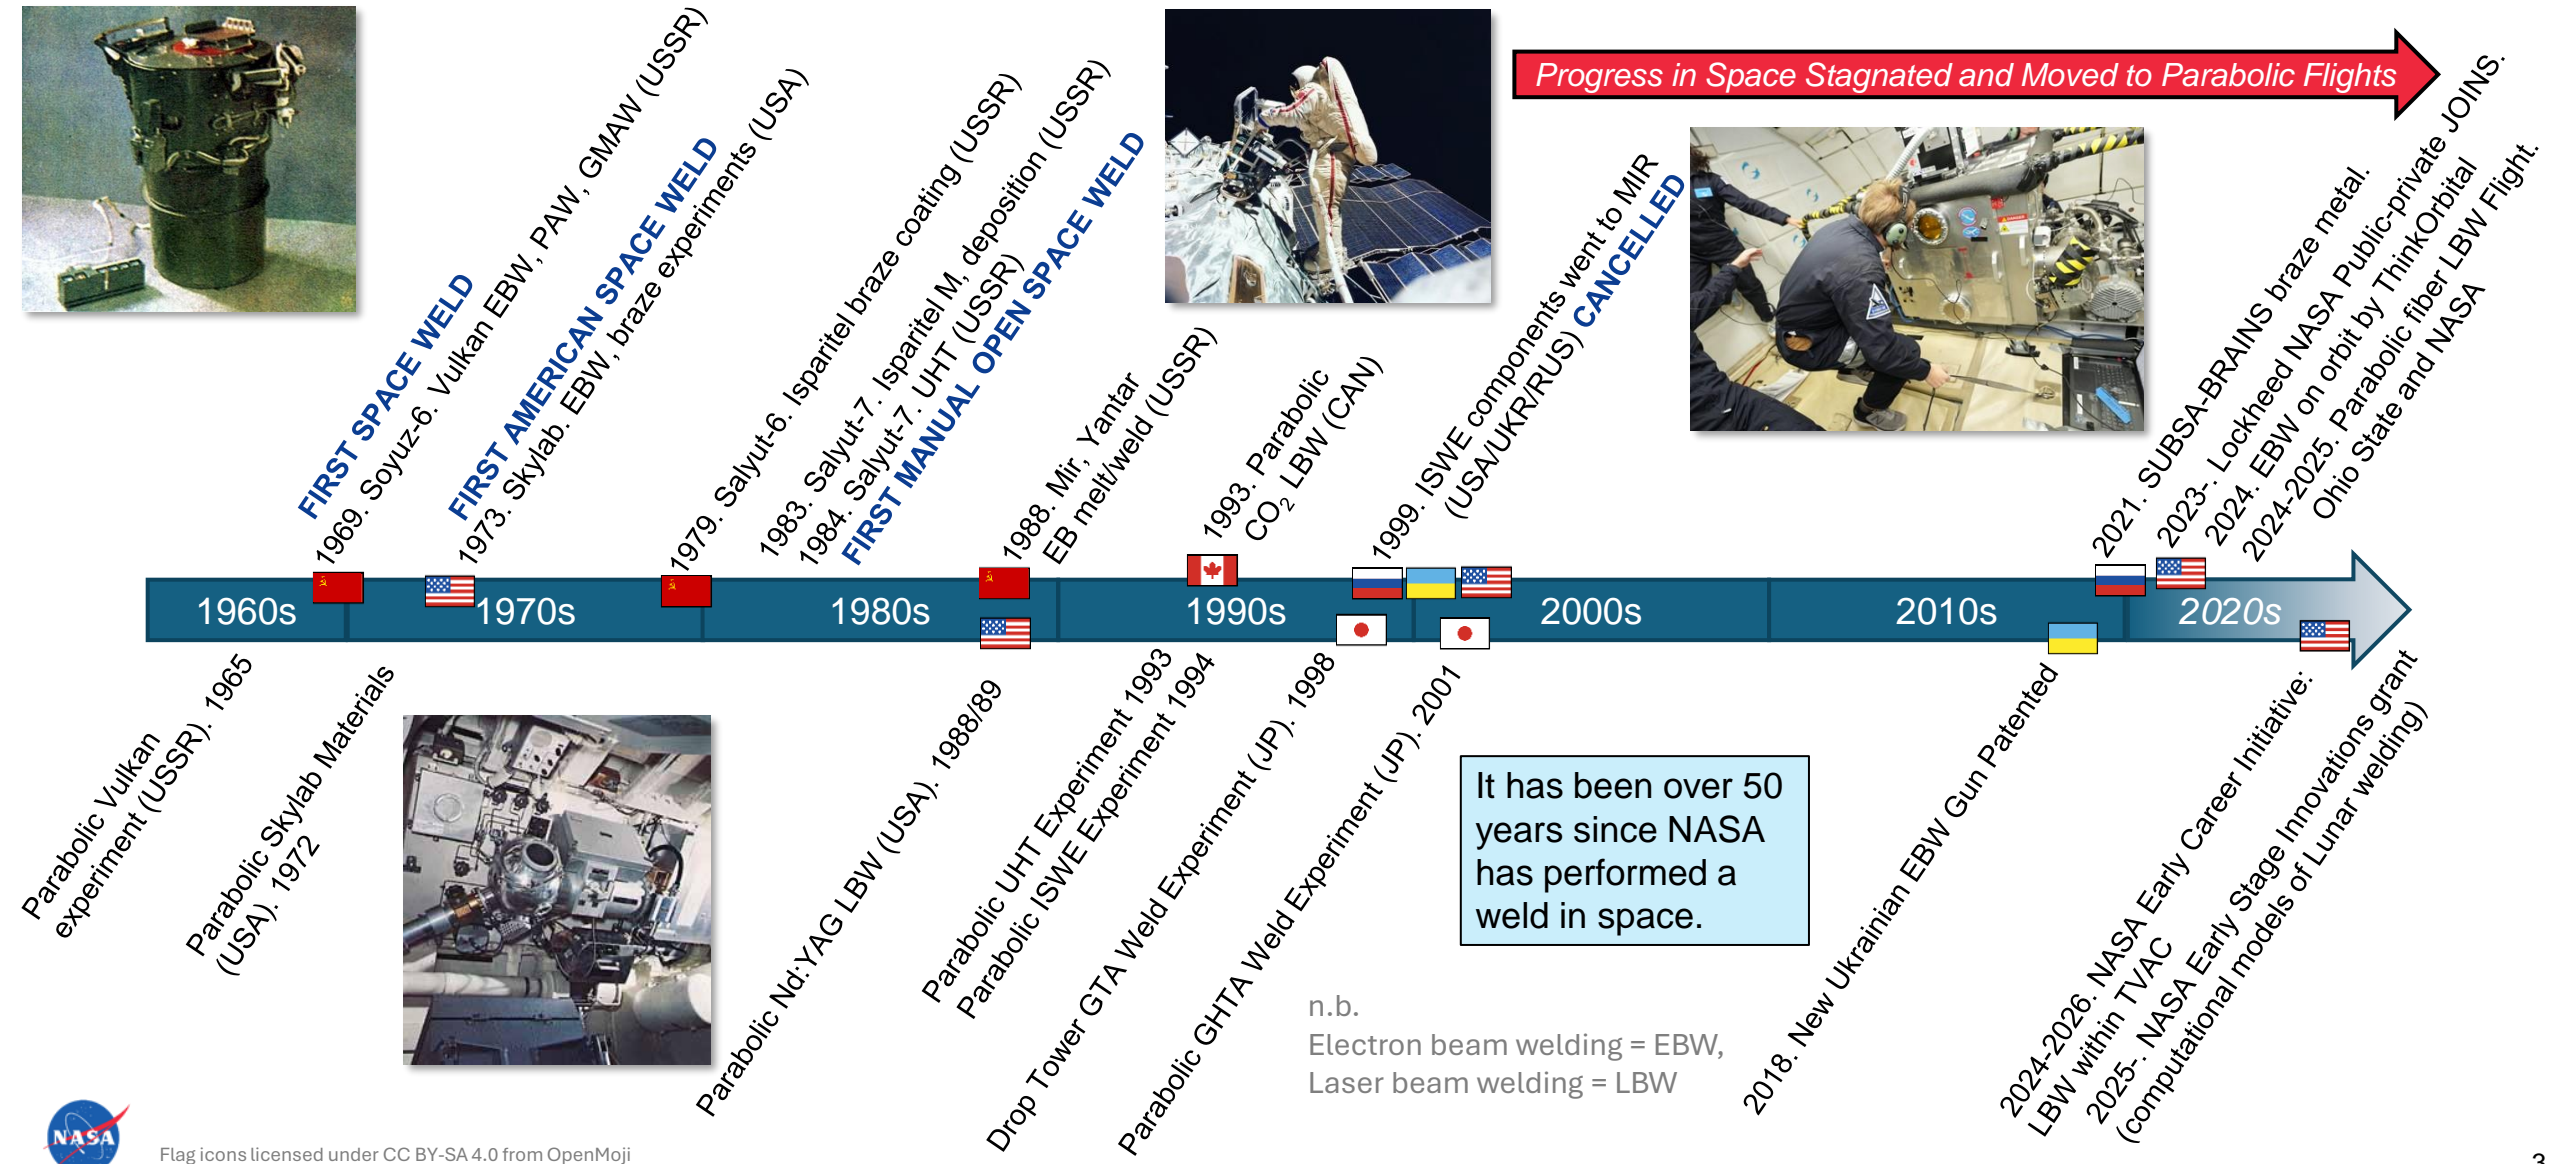 Progress in Space Stagnated and Moved to Parabolic Flights
FIRST SPACE WELD
1969. Soyuz-6. Vulkan EBW, PAW, GMAW (USSR)
FIRST AMERICAN SPACE WELD
1973. Skylab. EBW, braze experiments (USA)
1979. Salyut-6. Isparitel braze coating (USSR)
1983. Salyut-7. Isparitel M, deposition (USSR)
1984. Salyut-7. UHT (USSR)
FIRST MANUAL OPEN SPACE WELD
1988. Mir, Yantar
EB melt/weld (USSR)
1993. Parabolic
CO₂ LBW (CAN)
1999. ISWE components went to MIR
(USA/UKR/RUS) CANCELLED
2021. SUBSA-BRAINS braze metal.
2023-. Lockheed NASA Public-private JOINS.
2024. EBW on orbit by ThinkOrbital
2024-2025. Parabolic fiber LBW Flight.
Ohio State and NASA
1960s
1970s
1980s
1990s
2000s
2010s
2020s
Parabolic Vulkan
experiment (USSR). 1965
Parabolic Skylab Materials
(USA). 1972
Parabolic Nd:YAG LBW (USA). 1988/89
Parabolic UHT Experiment 1993
Parabolic ISWE Experiment 1994
Drop Tower GTA Weld Experiment (JP). 1998
Parabolic GHTA Weld Experiment (JP). 2001
2018. New Ukrainian EBW Gun Patented
2024-2026. NASA Early Career Initiative:
LBW within TVAC
2025-. NASA Early Stage Innovations grant
(computational models of Lunar welding)
It has been over 50
years since NASA
has performed a
weld in space.
n.b.
Electron beam welding = EBW,
Laser beam welding = LBW
NASA
Flag icons licensed under CC BY-SA 4.0 from OpenMoji
3